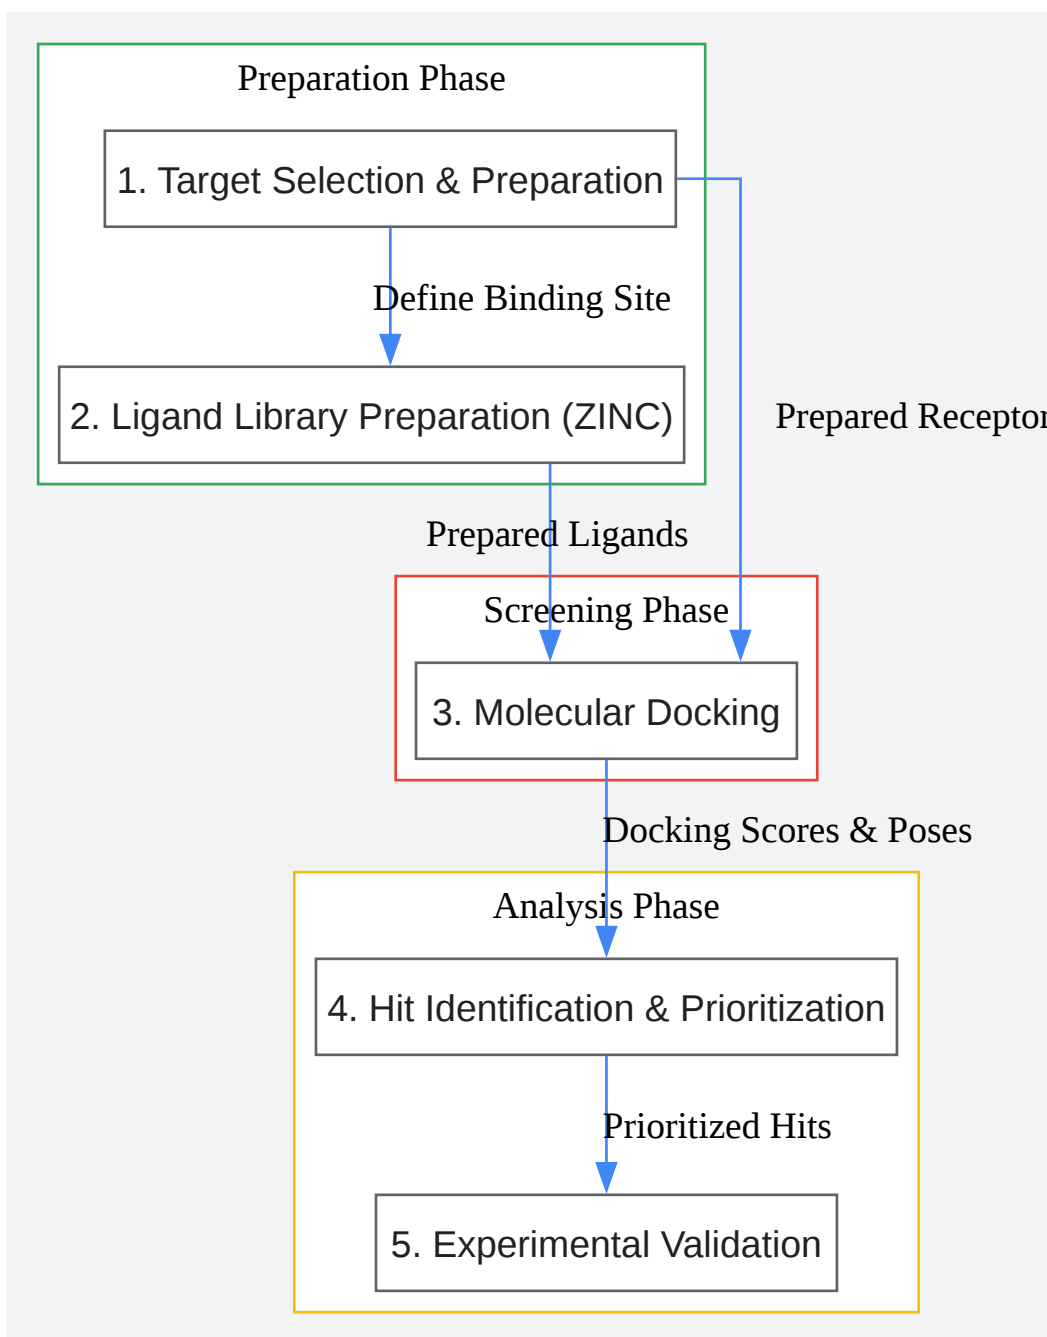 Preparation Phase
1. Target Selection & Preparation
Define Binding Site
2. Ligand Library Preparation (ZINC)
Prepared Receptor
Prepared Ligands
Screening Phase
3. Molecular Docking
Docking Scores & Poses
Analysis Phase
4. Hit Identification & Prioritization
Prioritized Hits
5. Experimental Validation